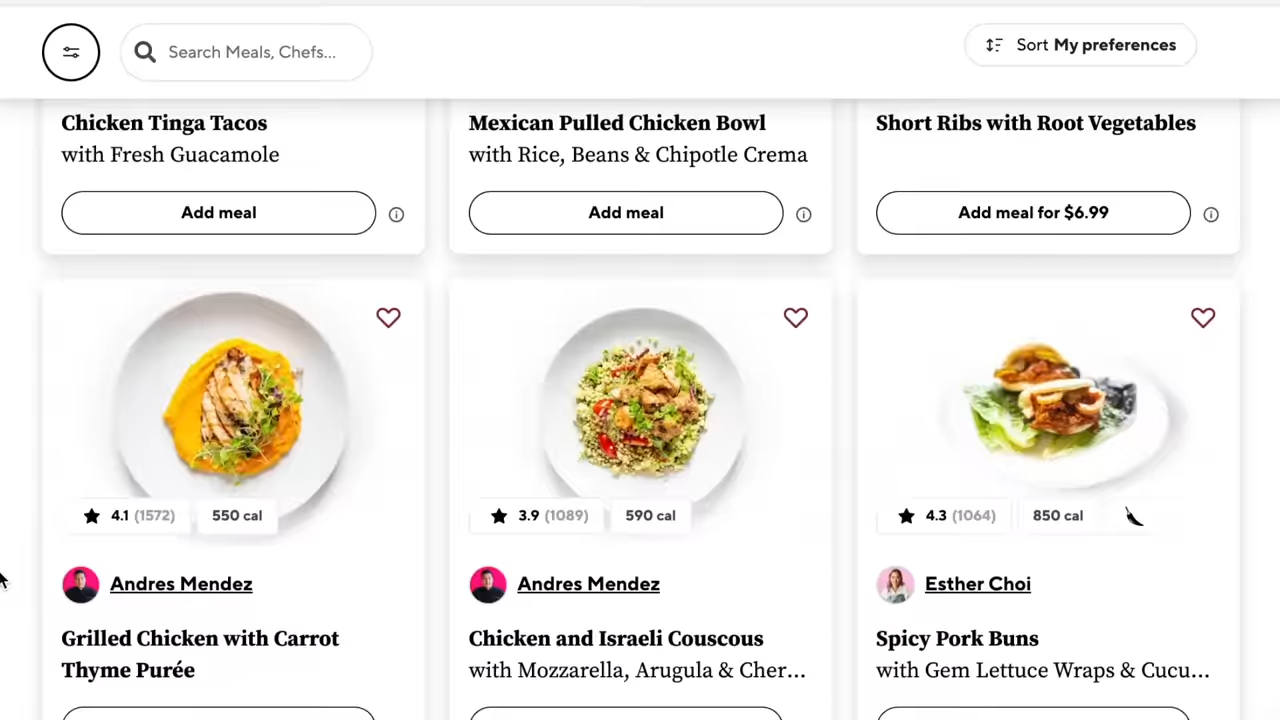 Search Meals, Chefs...
Sort My preferences
Chicken Tinga Tacos
with Fresh Guacamole
Add meal
Mexican Pulled Chicken Bowl
with Rice, Beans & Chipotle Crema
Add meal
Short Ribs with Root Vegetables
Add meal for $6.99
4.1 (1572)
550 cal
Andres Mendez
Grilled Chicken with Carrot
Thyme Purée
3.9 (1089)
590 cal
Andres Mendez
Chicken and Israeli Couscous
with Mozzarella, Arugula & Cher...
4.3 (1064)
850 cal
Esther Choi
Spicy Pork Buns
with Gem Lettuce Wraps & Cucu...